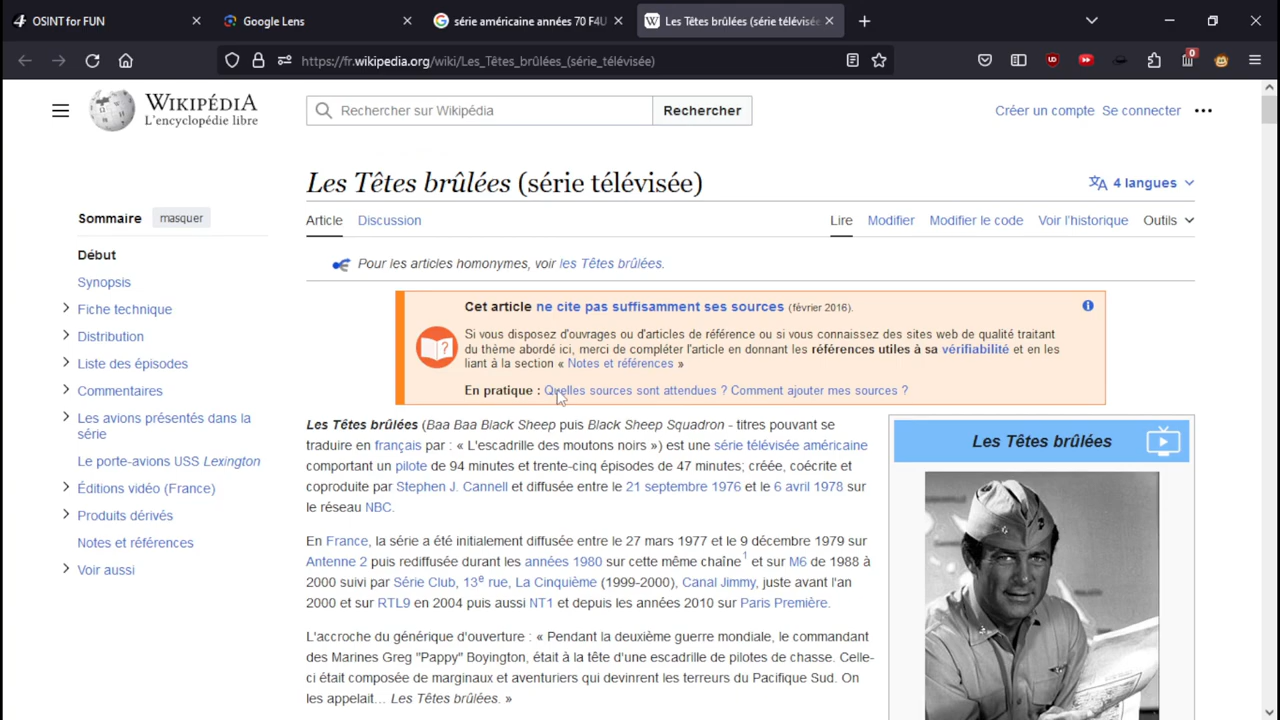 OSINT for FUN
Google Lens
série américaine années 70 F4U
Les Têtes brûlées (série télévisée
https://fr.wikipedia.org/wiki/Les_Têtes_brûlées_(série_télévisée)
0
WIKIPÉDIA
L'encyclopédie libre
Rechercher sur Wikipédia
Rechercher
Créer un compte Se connecter
Les Têtes brûlées (série télévisée)
4 langues
Sommaire masquer
Article Discussion
Lire Modifier Modifier le code Voir l'historique Outils
Début
Synopsis
Fiche technique
Distribution
Liste des épisodes
Commentaires
Les avions présentés dans la
série
Le porte-avions USS Lexington
Éditions vidéo (France)
Produits dérivés
Notes et références
Voir aussi
Pour les articles homonymes, voir les Têtes brûlées.
Cet article ne cite pas suffisamment ses sources (février 2016).
Si vous disposez d'ouvrages ou d'articles de référence ou si vous connaissez des sites web de qualité traitant
du thème abordé ici, merci de compléter l'article en donnant les références utiles à sa vérifiabilité et en les
liant à la section « Notes et références »
En pratique : Quelles sources sont attendues ? Comment ajouter mes sources ?
Les Têtes brûlées (Baa Baa Black Sheep puis Black Sheep Squadron - titres pouvant se
traduire en français par : « L'escadrille des moutons noirs ») est une série télévisée américaine
comportant un pilote de 94 minutes et trente-cinq épisodes de 47 minutes; créée, coécrite et
coproduite par Stephen J. Cannell et diffusée entre le 21 septembre 1976 et le 6 avril 1978 sur
le réseau NBC.
En France, la série a été initialement diffusée entre le 27 mars 1977 et le 9 décembre 1979 sur
Antenne 2 puis rediffusée durant les années 1980 sur cette même chaîne1 et sur M6 de 1988 à
2000 suivi par Série Club, 13e rue, La Cinquième (1999-2000), Canal Jimmy, juste avant l'an
2000 et sur RTL9 en 2004 puis aussi NT1 et depuis les années 2010 sur Paris Première.
L'accroche du générique d'ouverture : « Pendant la deuxième guerre mondiale, le commandant
des Marines Greg "Pappy" Boyington, était à la tête d'une escadrille de pilotes de chasse. Celle-
ci était composée de marginaux et aventuriers qui devinrent les terreurs du Pacifique Sud. On
les appelait... Les Têtes brûlées. »
Les Têtes brûlées